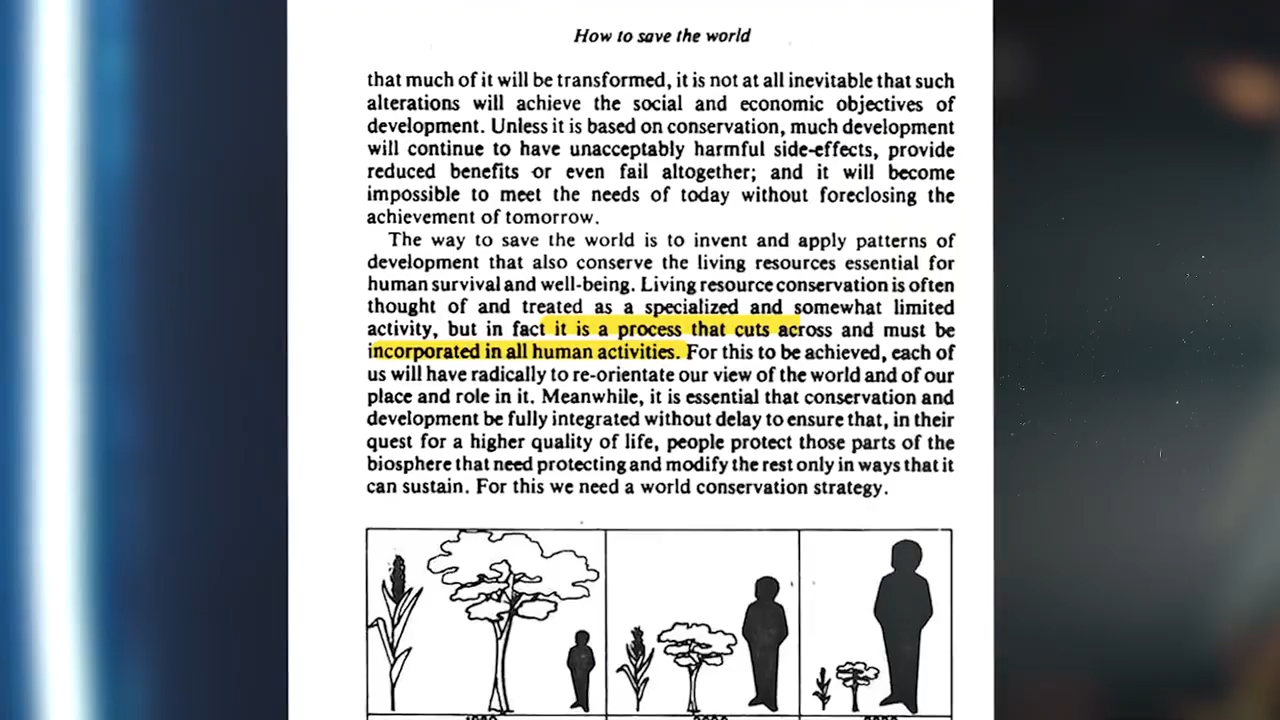 How to save the world
that much of it will be transformed, it is not at all inevitable that such
alterations will achieve the social and economic objectives of
development. Unless it is based on conservation, much development
will continue to have unacceptably harmful side-effects, provide
reduced benefits or even fail altogether; and it will become
impossible to meet the needs of today without foreclosing the
achievement of tomorrow.
The way to save the world is to invent and apply patterns of
development that also conserve the living resources essential for
human survival and well-being. Living resource conservation is often
thought of and treated as a specialized and somewhat limited
activity, but in fact it is a process that cuts across and must be
incorporated in all human activities. For this to be achieved, each of
us will have radically to re-orientate our view of the world and of our
place and role in it. Meanwhile, it is essential that conservation and
development be fully integrated without delay to ensure that, in their
quest for a higher quality of life, people protect those parts of the
biosphere that need protecting and modify the rest only in ways that it
can sustain. For this we need a world conservation strategy.